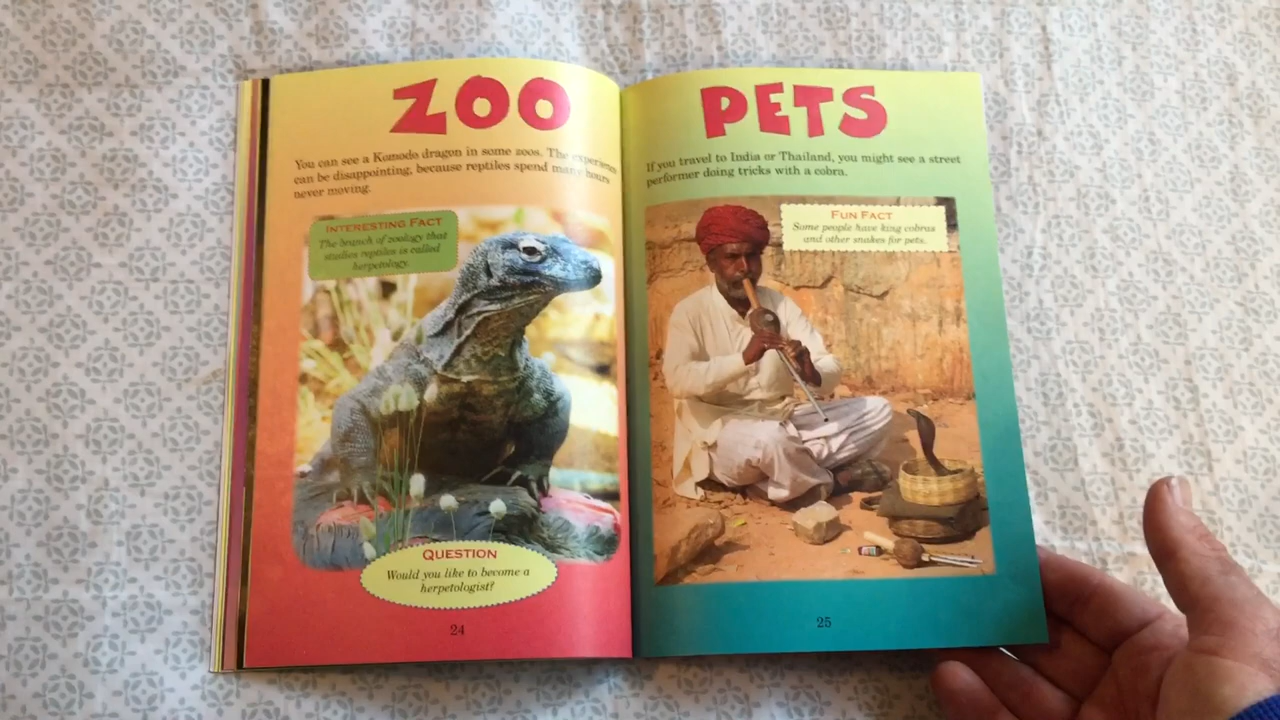 ZOO
You can see a Komodo dragon in some zoos. The experience
can be disappointing, because reptiles spend many hours
never moving.
INTERESTING FACT
The branch of zoology that
studies reptiles is called
herpetology.
QUESTION
Would you like to become a
herpetologist?
24
PETS
If you travel to India or Thailand, you might see a street
performer doing tricks with a cobra.
FUN FACT
Some people have king cobras
and other snakes for pets.
25